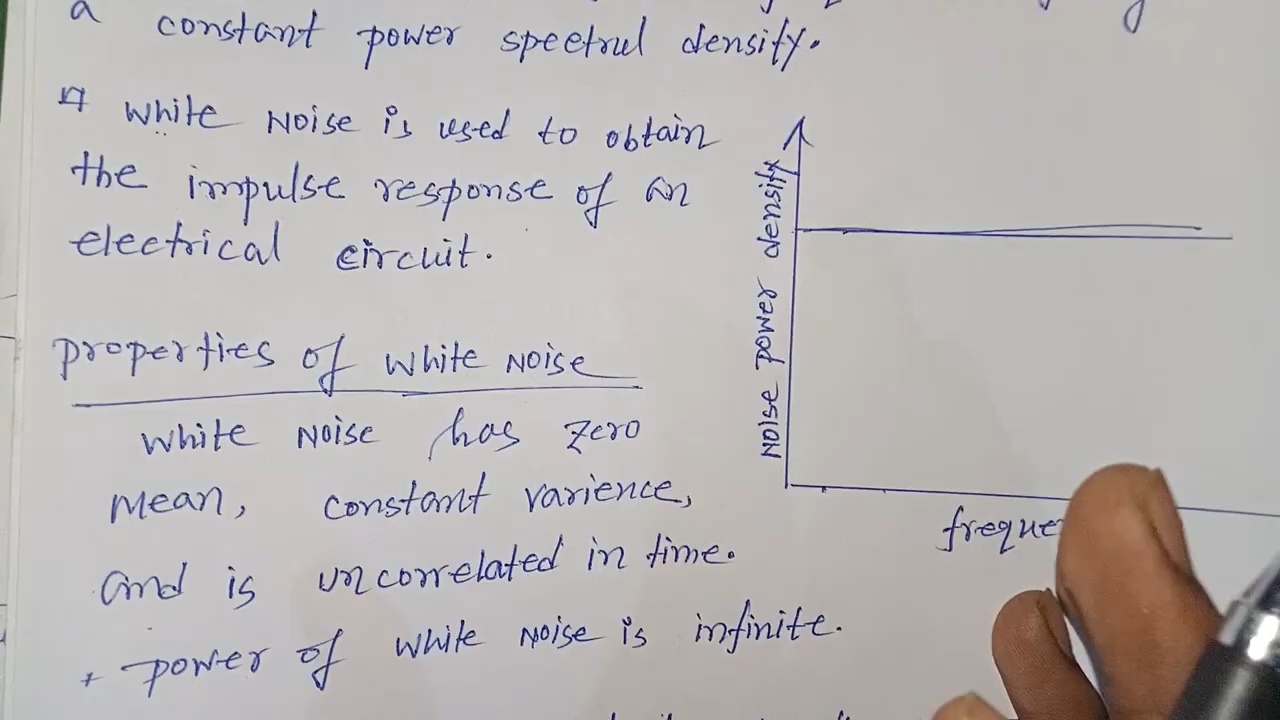 a constant power spectrul density.
White Noise is used to obtain
the impulse response of an
electrical circuit.
properties of White Noise
White Noise has zero
mean, constant varience,
and is uncorrelated in time.
+ power of White Noise is infinite.
Noise power density
freque